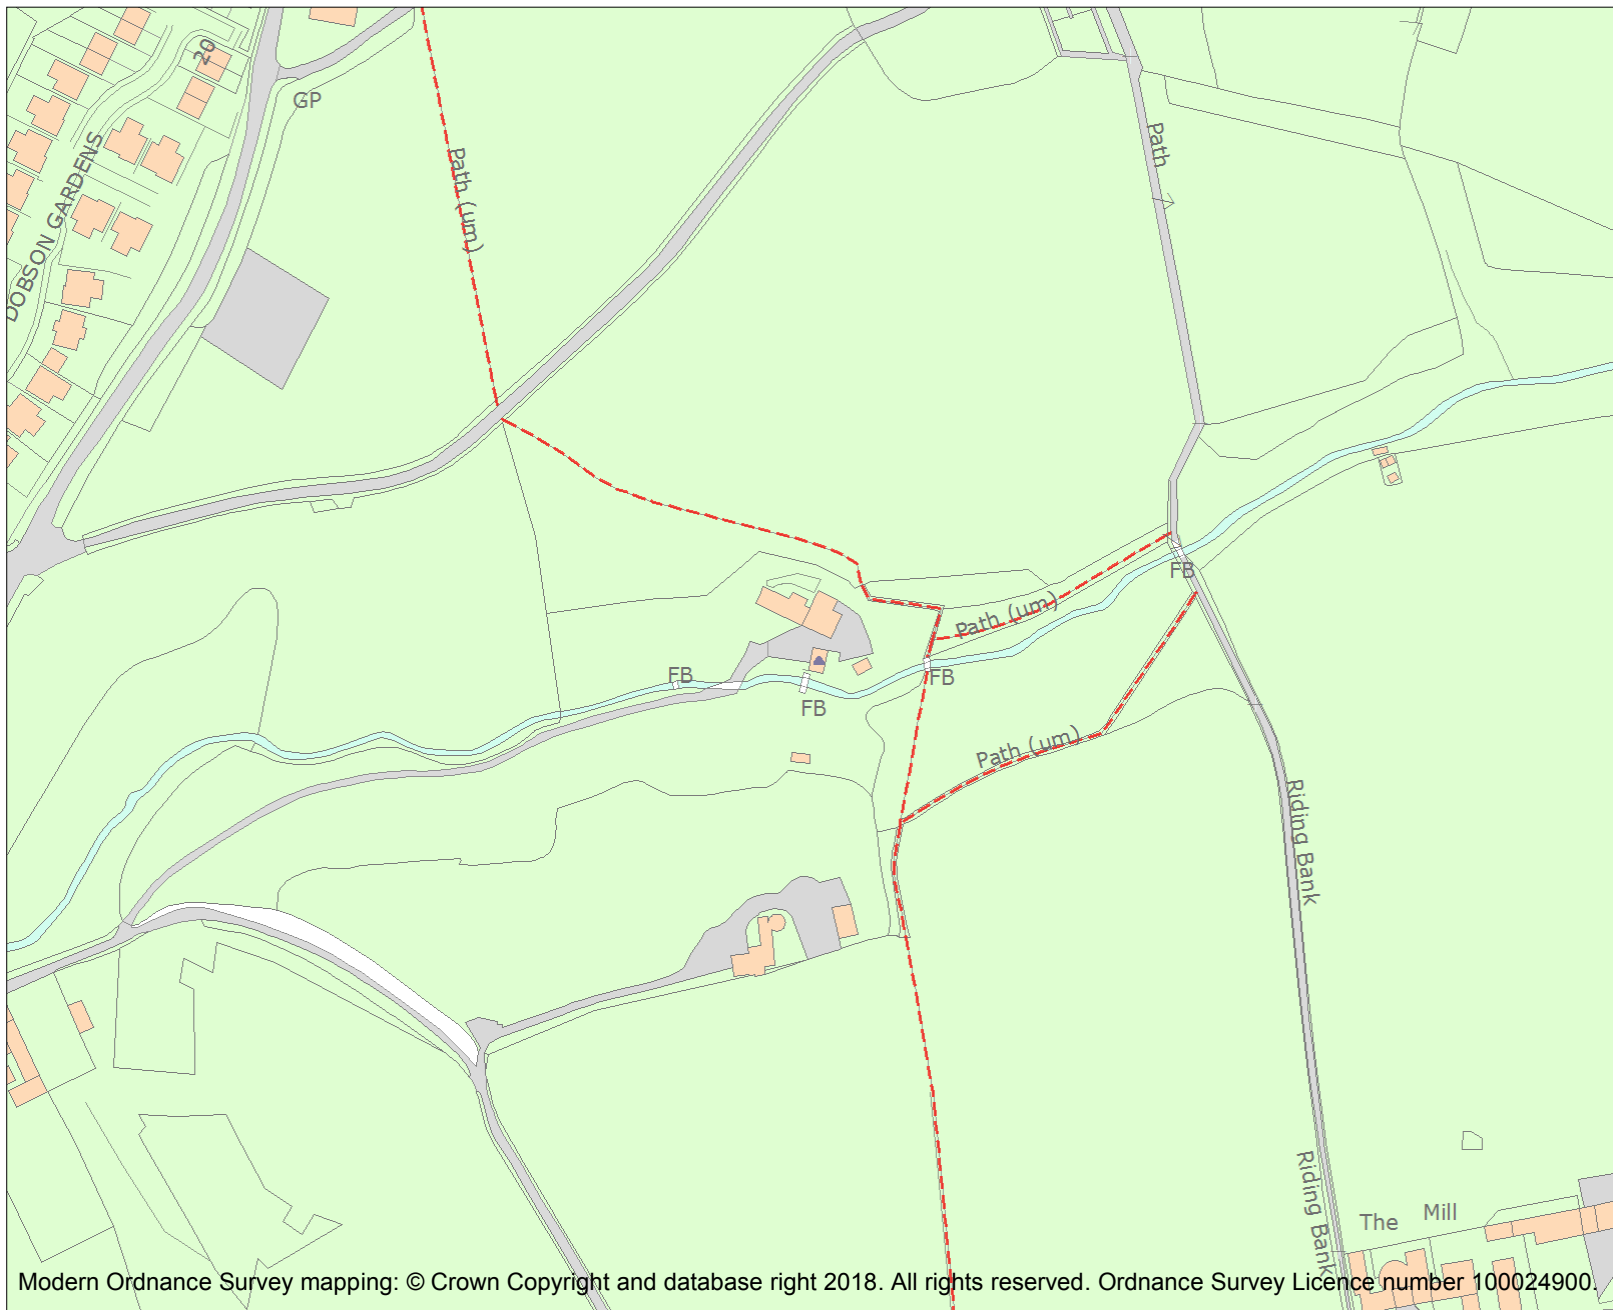 20
GP
DOBSON GARDENS
Path (um)
Path
FB
Path (um)
FB
FB
FB
Path (um)
Riding Bank
Riding Bank
The Mill
Modern Ordnance Survey mapping: © Crown Copyright and database right 2018. All rights reserved. Ordnance Survey Licence number 100024900.